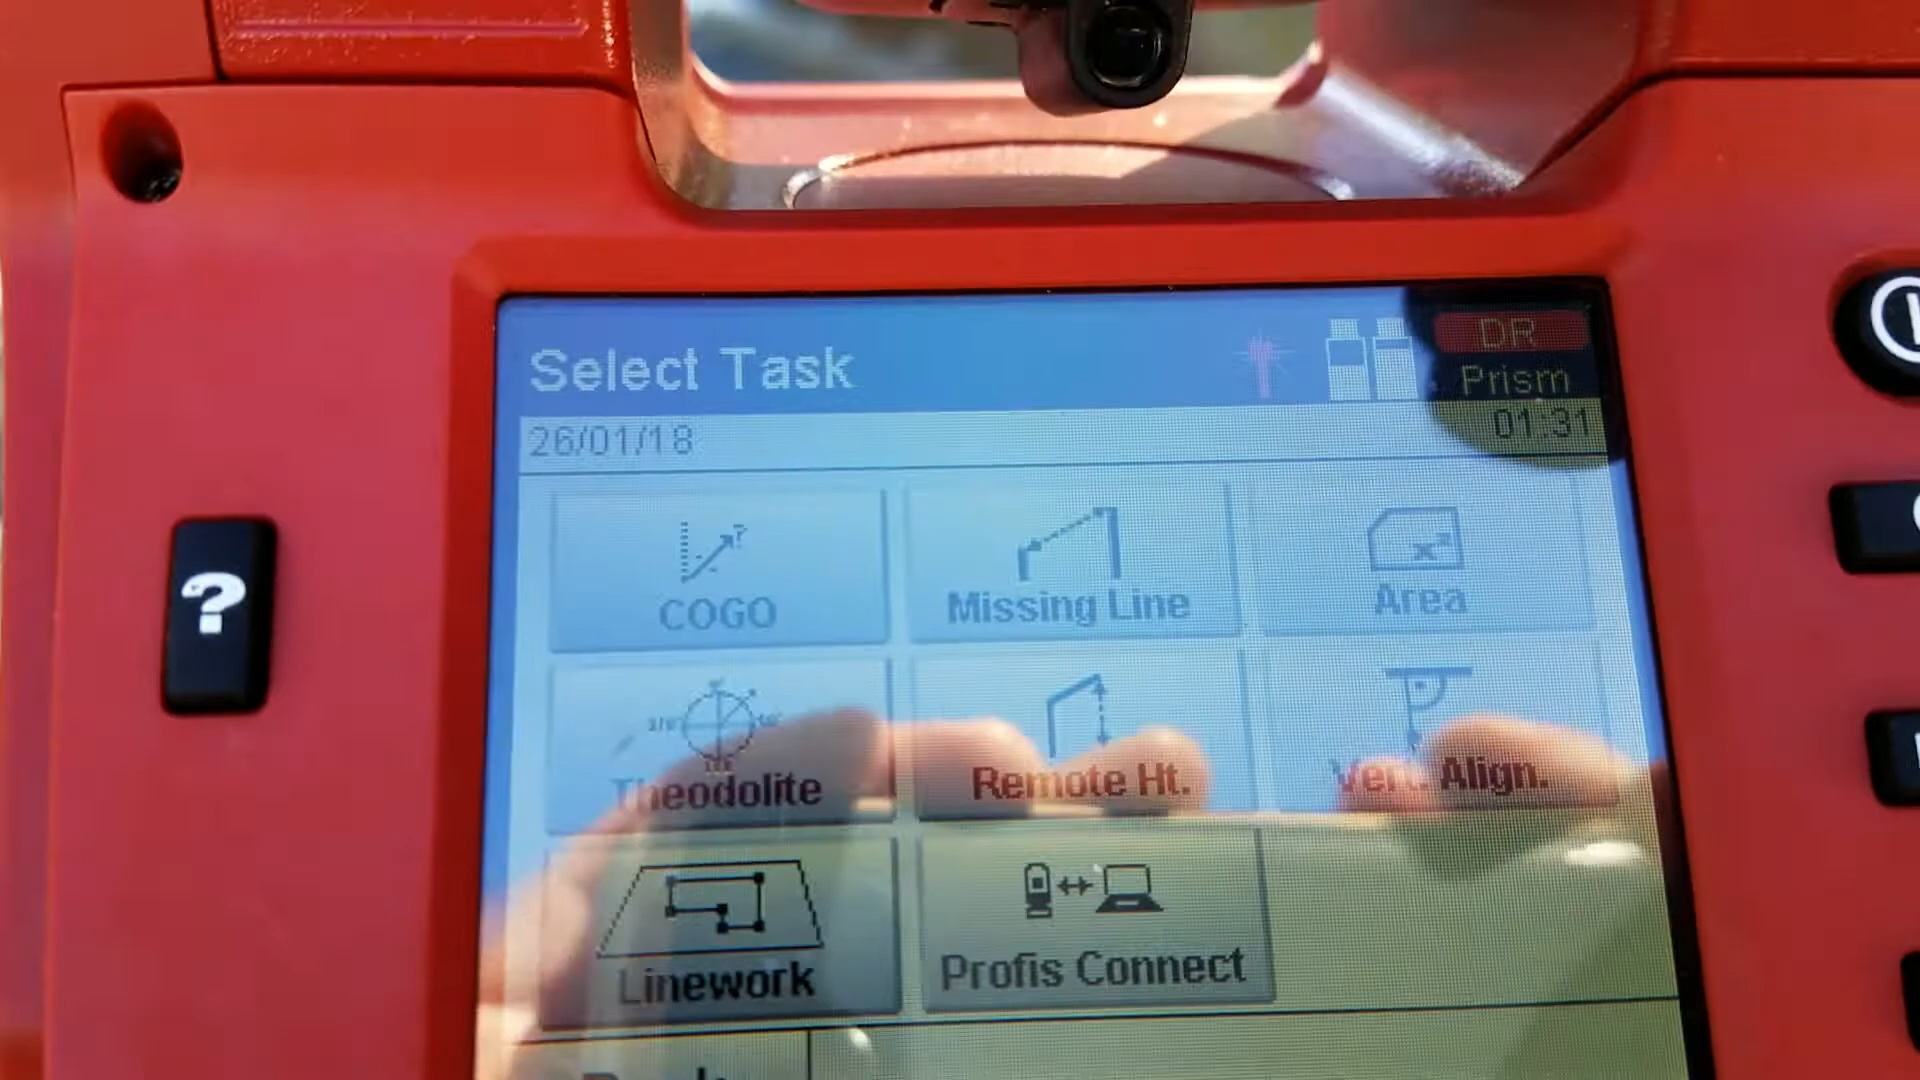 Select Task
DR
Prism
26/01/18
01:31
?
COGO
Missing Line
x²
Area
Theodolite
Remote Ht.
Vert. Align.
Linework
Profis Connect